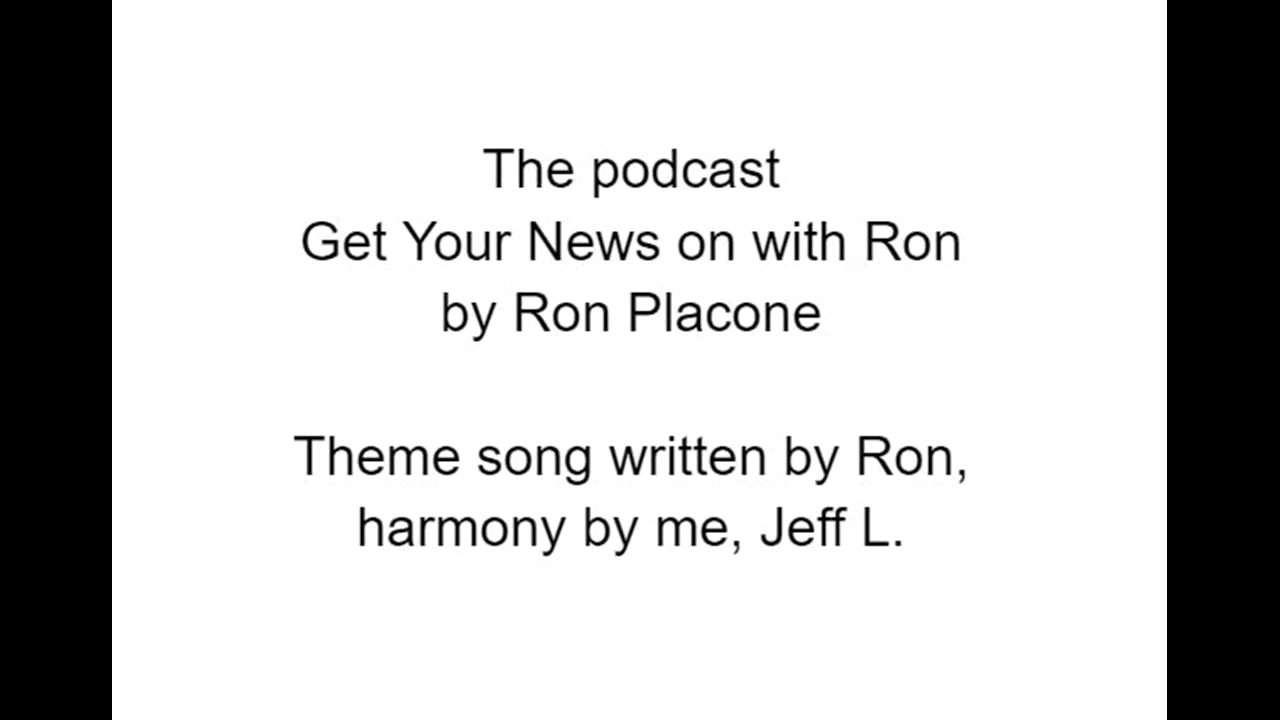 The podcast
Get Your News on with Ron
by Ron Placone
Theme song written by Ron,
harmony by me, Jeff L.